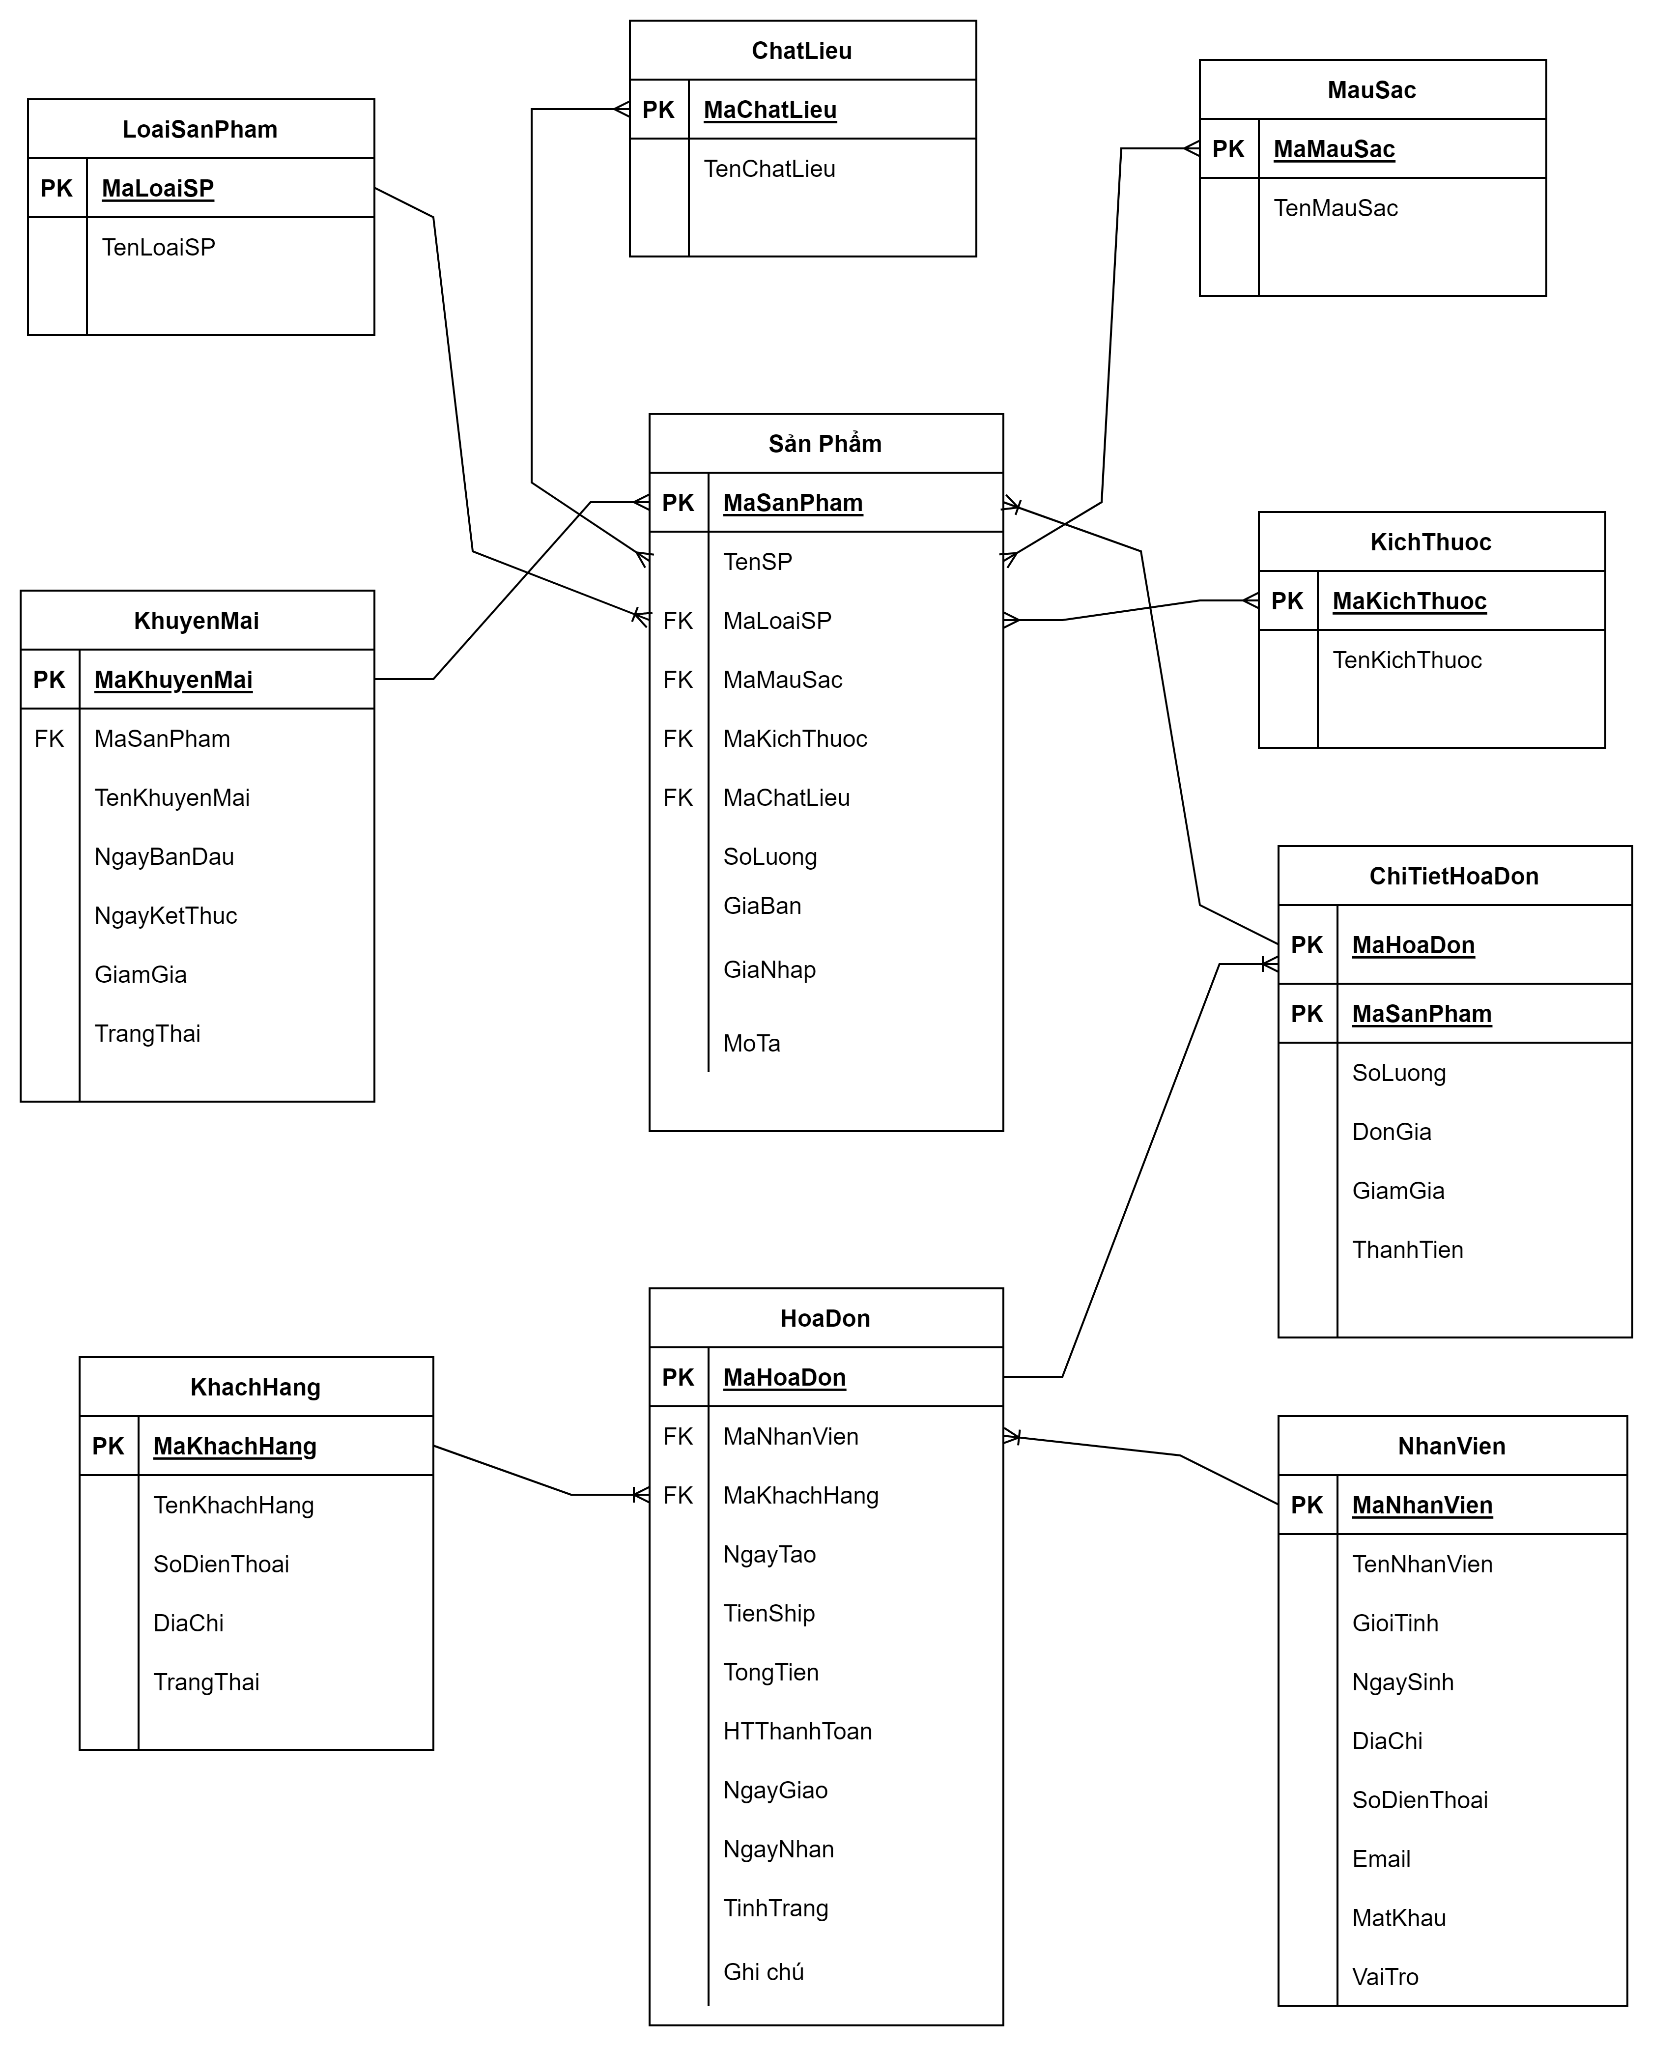 ChatLieu
PK MaChatLieu
TenChatLieu
MauSac
PK MaMauSac
TenMauSac
LoaiSanPham
PK MaLoaiSP
TenLoaiSP
Sản Phẩm
PK MaSanPham
TenSP
FK MaLoaiSP
FK MaMauSac
FK MaKichThuoc
FK MaChatLieu
SoLuong
GiaBan
GiaNhap
MoTa
KichThuoc
PK MaKichThuoc
TenKichThuoc
KhuyenMai
PK MaKhuyenMai
FK MaSanPham
TenKhuyenMai
NgayBanDau
NgayKetThuc
GiamGia
TrangThai
ChiTietHoaDon
PK MaHoaDon
PK MaSanPham
SoLuong
DonGia
GiamGia
ThanhTien
HoaDon
PK MaHoaDon
FK MaNhanVien
FK MaKhachHang
NgayTao
TienShip
TongTien
HTThanhToan
NgayGiao
NgayNhan
TinhTrang
Ghi chú
KhachHang
PK MaKhachHang
TenKhachHang
SoDienThoai
DiaChi
TrangThai
NhanVien
PK MaNhanVien
TenNhanVien
GioiTinh
NgaySinh
DiaChi
SoDienThoai
Email
MatKhau
VaiTro